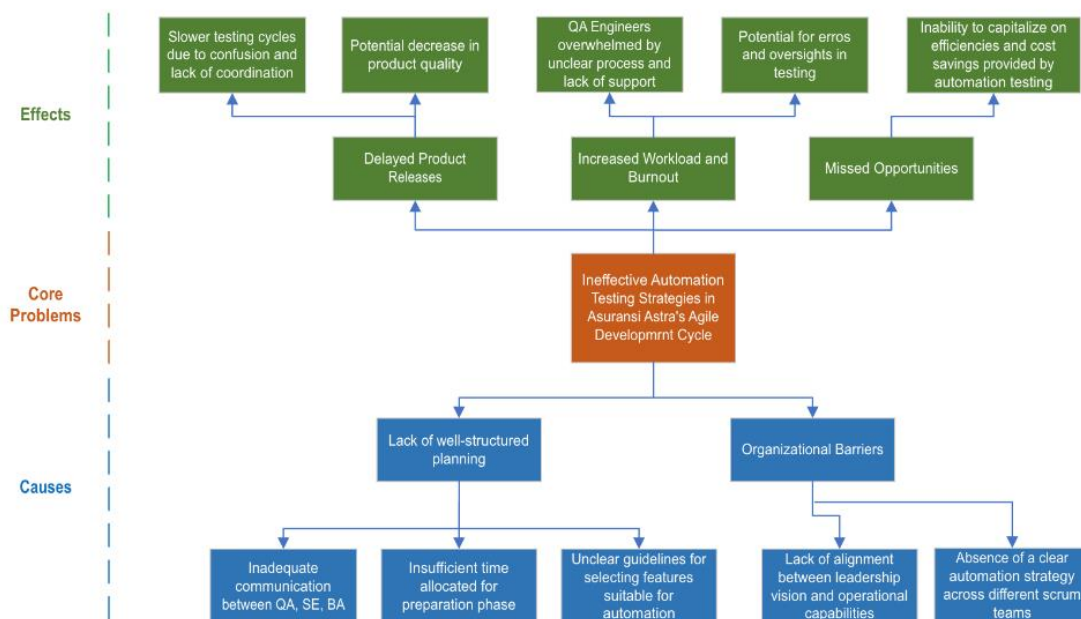 Slower testing cycles
due to confusion and
lack of coordination
Potential decrease in
product quality
QA Engineers
overwhelmed by
unclear process and
lack of support
Potential for erros
and oversights in
testing
Inability to capitalize on
efficiencies and cost
savings provided by
automation testing
Effects
Delayed Product
Releases
Increased Workload and
Burnout
Missed Opportunities
Core
Problems
Ineffective Automation
Testing Strategies in
Asuransi Astra's Agile
Developmrnt Cycle
Lack of well-structured
planning
Organizational Barriers
Causes
Inadequate
communication
between QA, SE, BA
Insufficient time
allocated for
preparation phase
Unclear guidelines for
selecting features
suitable for
automation
Lack of alignment
between leadership
vision and operational
capabilities
Absence of a clear
automation strategy
across different scrum
teams